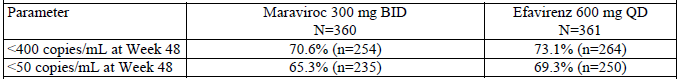 Parameter Maraviroc 300 mg BID Efavirenz 600 mg QD
N=360 N=361
<400 copies/mL at Week 48 70.6% (n=254) 73.1% (n=264)
<50 copies/mL at Week 48 65.3% (n=235) 69.3% (n=250)